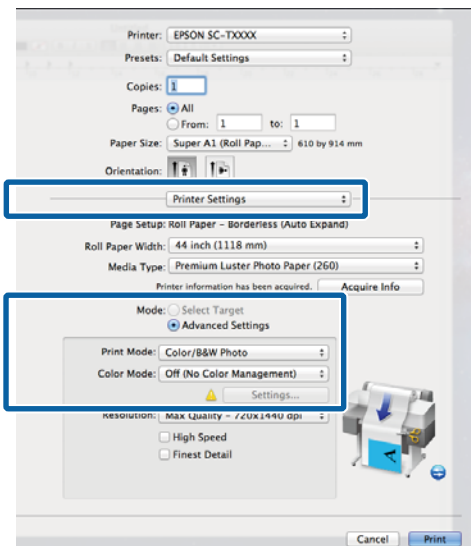 Printer: EPSON SC-TXXXX
Presets: Default Settings
Copies: 1
Pages: All
From: 1 to: 1
Paper Size: Super A1 (Roll Pap... 610 by 914 mm
Orientation:
Printer Settings
Page Setup: Roll Paper - Borderless (Auto Expand)
Roll Paper Width: 44 inch (1118 mm)
Media Type: Premium Luster Photo Paper (260)
Printer information has been acquired. Acquire Info
Mode: Select Target
Advanced Settings
Print Mode: Color/B&W Photo
Color Mode: Off (No Color Management)
Settings...
Resolution: Max Quality - 720x1440 dpi
High Speed
Finest Detail
A
Cancel Print